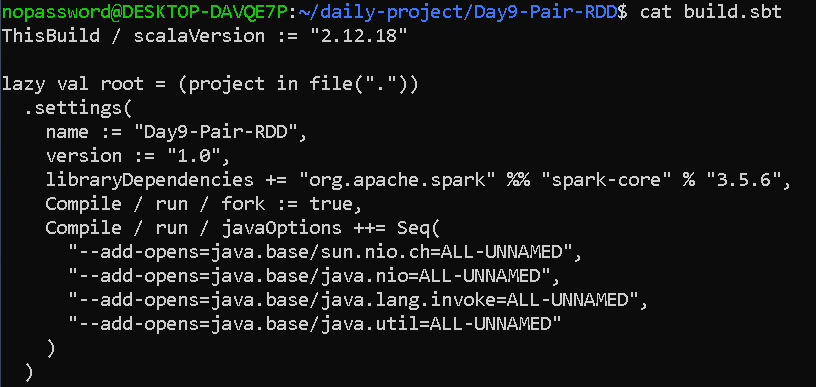 nopassword@DESKTOP-DAVQE7P:~/daily-project/Day9-Pair-RDD$ cat build.sbt
ThisBuild / scalaVersion := "2.12.18"

lazy val root = (project in file("."))
  .settings(
    name := "Day9-Pair-RDD",
    version := "1.0",
    libraryDependencies += "org.apache.spark" %% "spark-core" % "3.5.6",
    Compile / run / fork := true,
    Compile / run / javaOptions ++= Seq(
      "--add-opens=java.base/sun.nio.ch=ALL-UNNAMED",
      "--add-opens=java.base/java.nio=ALL-UNNAMED",
      "--add-opens=java.base/java.lang.invoke=ALL-UNNAMED",
      "--add-opens=java.base/java.util=ALL-UNNAMED"
    )
  )